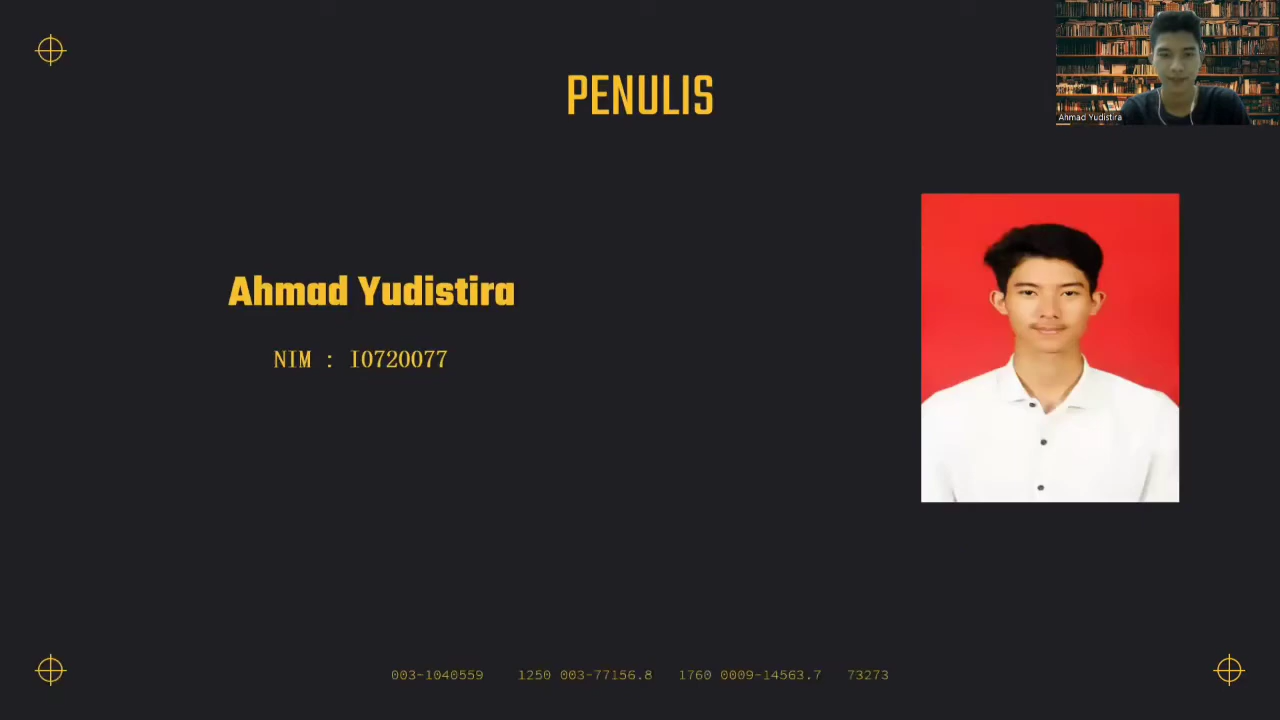 PENULIS
Ahmad Yudistira
Ahmad Yudistira
NIM : I0720077
003-1040559 1250 003-77156.8 1760 0009-14563.7 73273